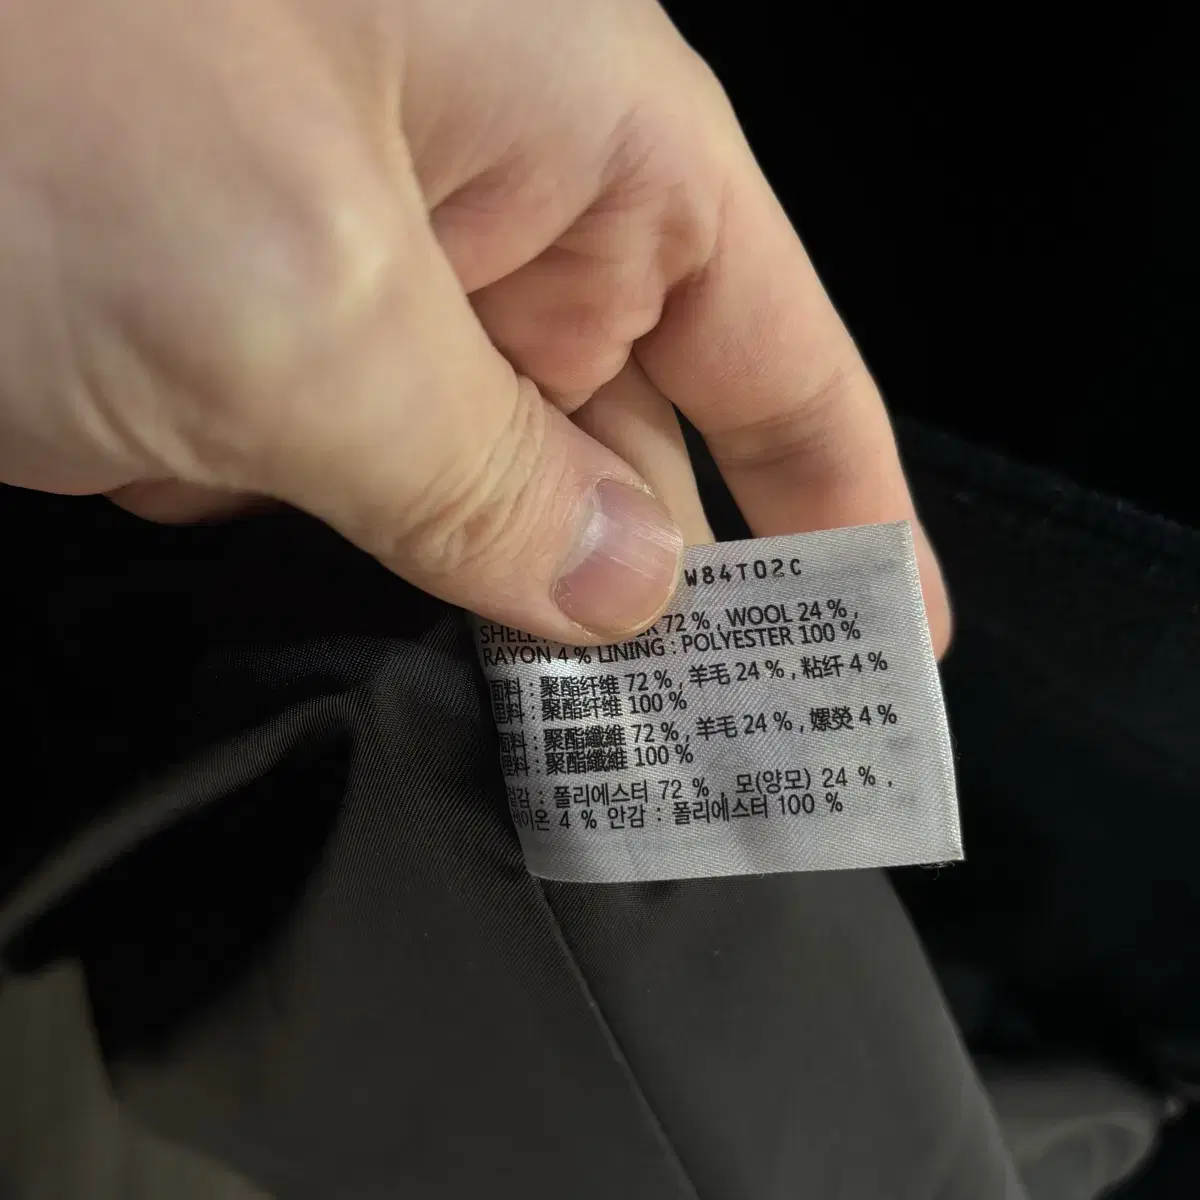 W84T02C
72 % , WOOL 24 % ,
RAYON 4 % LINING : POLYESTER 100 %
面料 : 聚酯纤维 72 % , 羊毛 24 % , 粘纤 4 %
里料 : 聚酯纤维 100 %
面料 : 聚酯纖維 72 % , 羊毛 24 % , 嫘熒 4 %
裡料 : 聚酯纖維 100 %
겉감 : 폴리에스터 72 % , 모(양모) 24 % ,
레이온 4 % 안감 : 폴리에스터 100 %